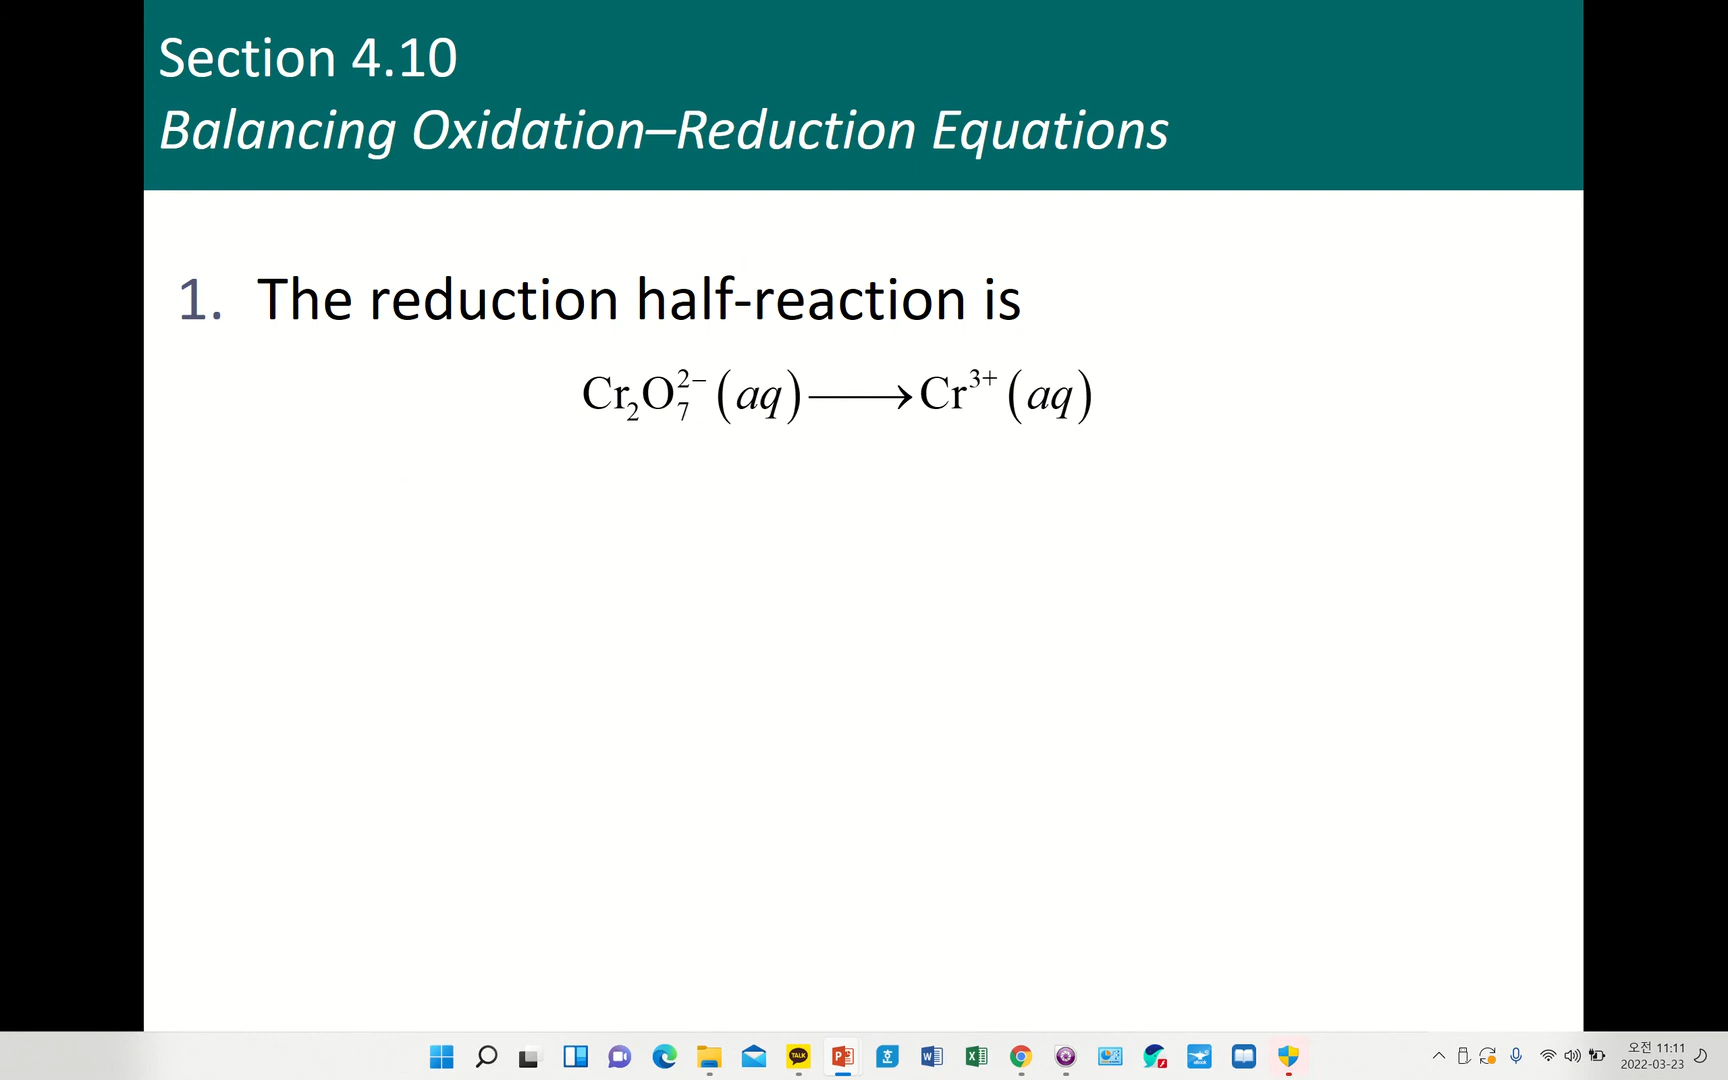 Section 4.10
Balancing Oxidation–Reduction Equations
1. The reduction half-reaction is
Cr₂O₇²⁻(aq) ⟶ Cr³⁺(aq)
TALK
오전 11:11
2022-03-23